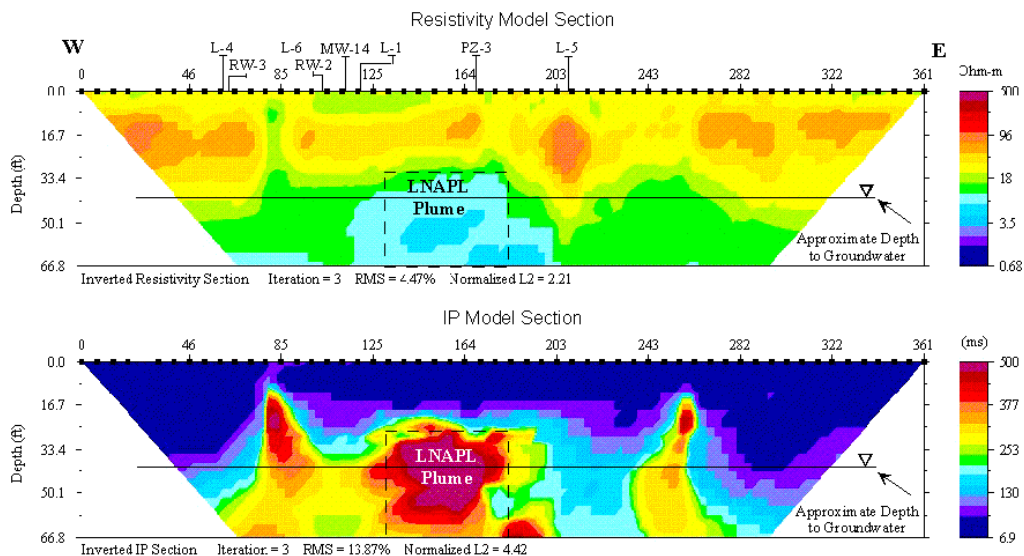 Resistivity Model Section
W E
L-4 L-6 MW-14 L-1 PZ-3 L-5
RW-3 RW-2
0 46 85 125 164 203 243 282 322 361
Ohm-m
Depth (ft)
0.0
16.7
33.4
50.1
66.8
LNAPL
Plume
Approximate Depth
to Groundwater
500
96
18
3.5
0.68
Inverted Resistivity Section Iteration = 3 RMS = 4.47% Normalized L2 = 2.21
IP Model Section
0 46 85 125 164 203 243 282 322 361
(ms)
Depth (ft)
0.0
16.7
33.4
50.1
66.8
LNAPL
Plume
Approximate Depth
to Groundwater
500
377
253
130
6.9
Inverted IP Section Iteration = 3 RMS = 13.87% Normalized L2 = 4.42